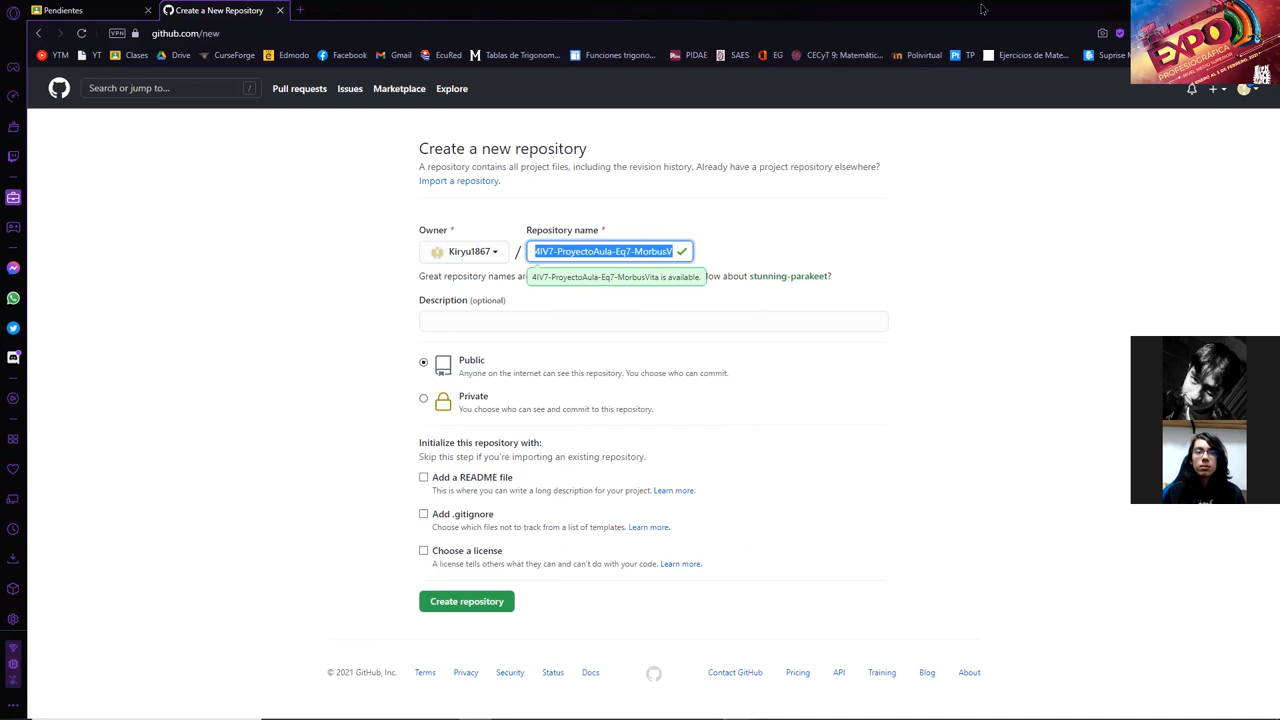 Pendientes
Create a New Repository
VPN
github.com/new
YTM
YT
Clases
Drive
CurseForge
Edmodo
Facebook
Gmail
EcuRed
Tablas de Trigonom...
Funciones trigono...
PIDAE
SAES
EG
CECyT 9: Matemátic...
Polivirtual
TP
Ejercicios de Mate...
Suprise M
EXPO
PROFESIOGRÁFICA
Search or jump to...
/
Pull requests
Issues
Marketplace
Explore
Create a new repository
A repository contains all project files, including the revision history. Already have a project repository elsewhere?
Import a repository.
Owner *
Repository name *
Kiryu1867
/
4IV7-ProyectoAula-Eq7-MorbusV
Great repository names are
4IV7-ProyectoAula-Eq7-MorbusVita is available.
How about stunning-parakeet?
Description (optional)
Public
Anyone on the internet can see this repository. You choose who can commit.
Private
You choose who can see and commit to this repository.
Initialize this repository with:
Skip this step if you're importing an existing repository.
Add a README file
This is where you can write a long description for your project. Learn more.
Add .gitignore
Choose which files not to track from a list of templates. Learn more.
Choose a license
A license tells others what they can and can't do with your code. Learn more.
Create repository
© 2021 GitHub, Inc.
Terms
Privacy
Security
Status
Docs
Contact GitHub
Pricing
API
Training
Blog
About